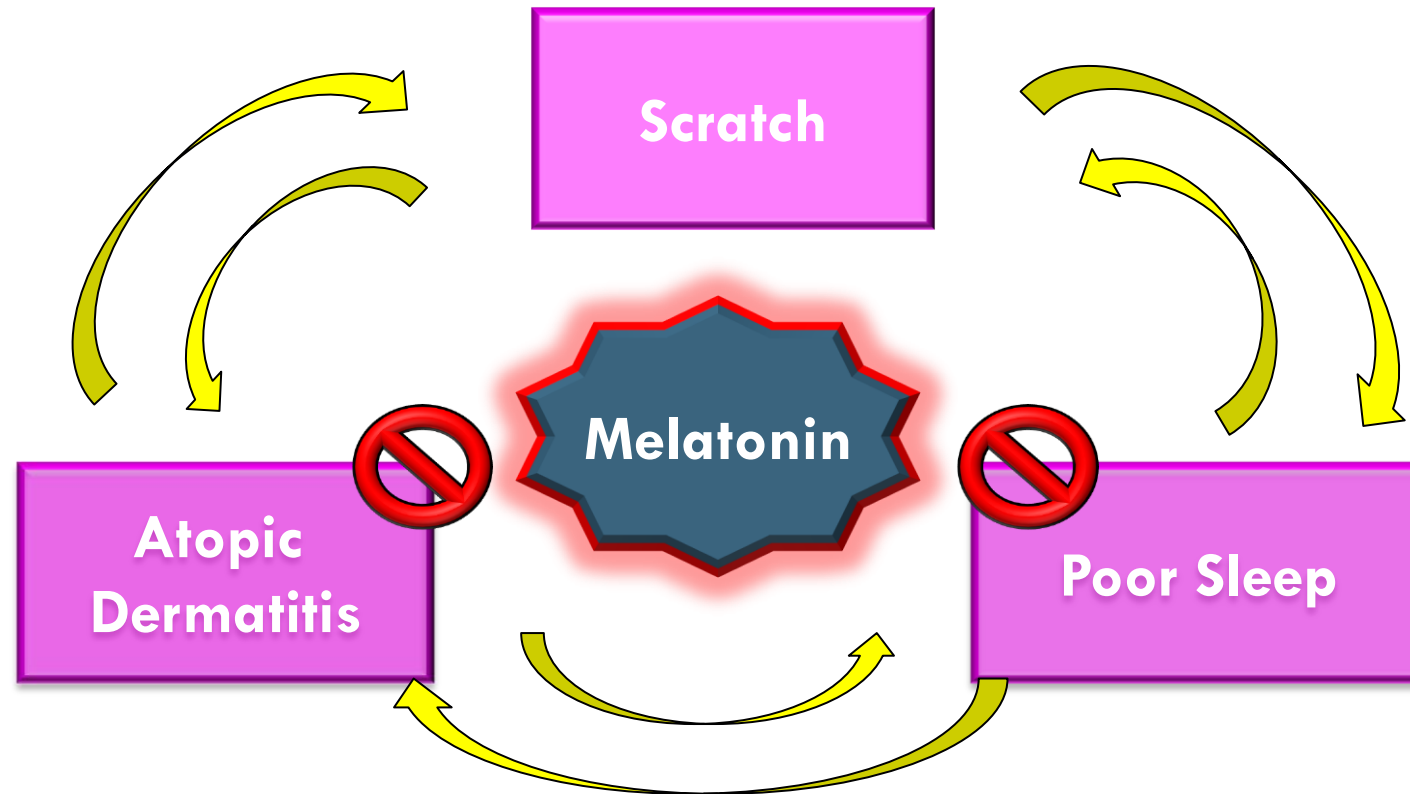 Scratch
Melatonin
Atopic
Dermatitis
Poor Sleep